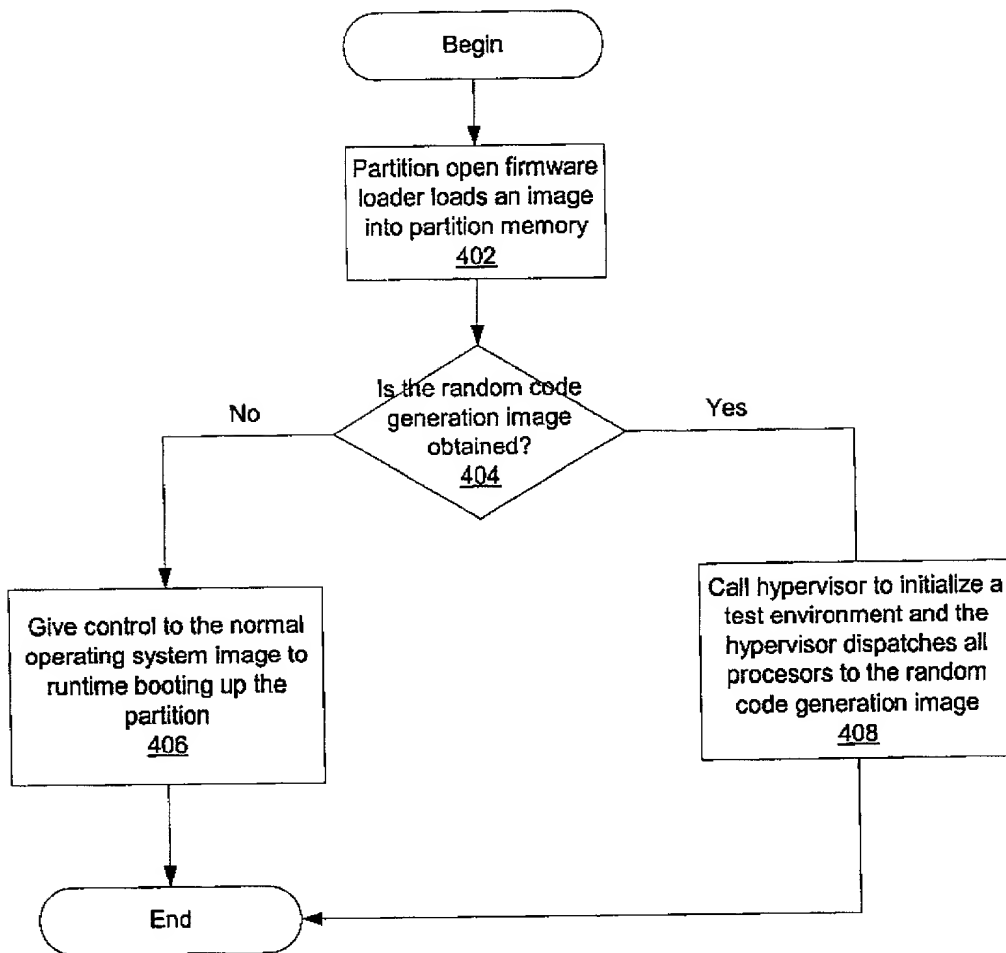 Begin
Partition open firmware
loader loads an image
into partition memory
402
Is the random code
generation image
obtained?
404
No
Yes
Give control to the normal
operating system image to
runtime booting up the
partition
406
Call hypervisor to initialize a
test environment and the
hypervisor dispatches all
procesors to the random
code generation image
408
End